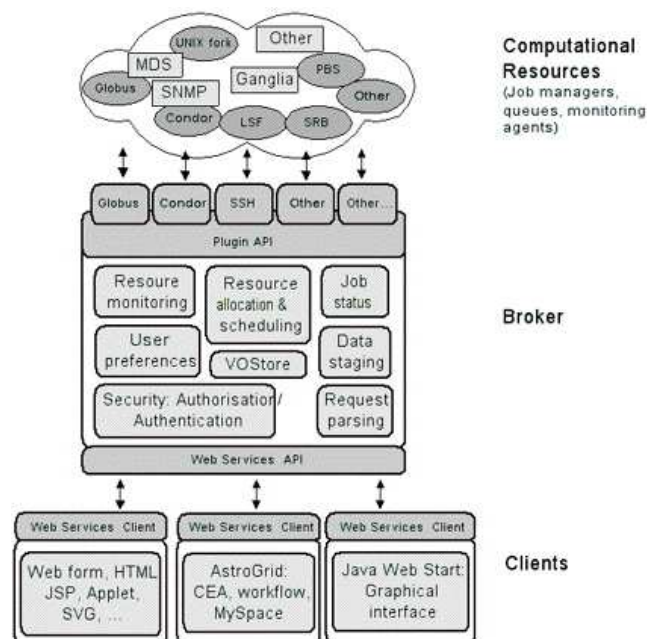 UNIX fork
Other
MDS
Ganglia
PBS
Globus
SNMP
Other
Condor
LSF
SRB
Computational
Resources
(Job managers,
queues, monitoring
agents)
Globus
Condor
SSH
Other
Other...
Plugin API
Resoure
monitoring
Resource
allocation &
scheduling
Job
status
User
preferences
VOStore
Data
staging
Security: Authorisation/
Authentication
Request
parsing
Broker
Web Services API
Web Services Client
Web Services Client
Web Services Client
Web form, HTML
JSP, Applet,
SVG, ...
AstroGrid:
CEA, workflow,
MySpace
Java Web Start:
Graphical
interface
Clients